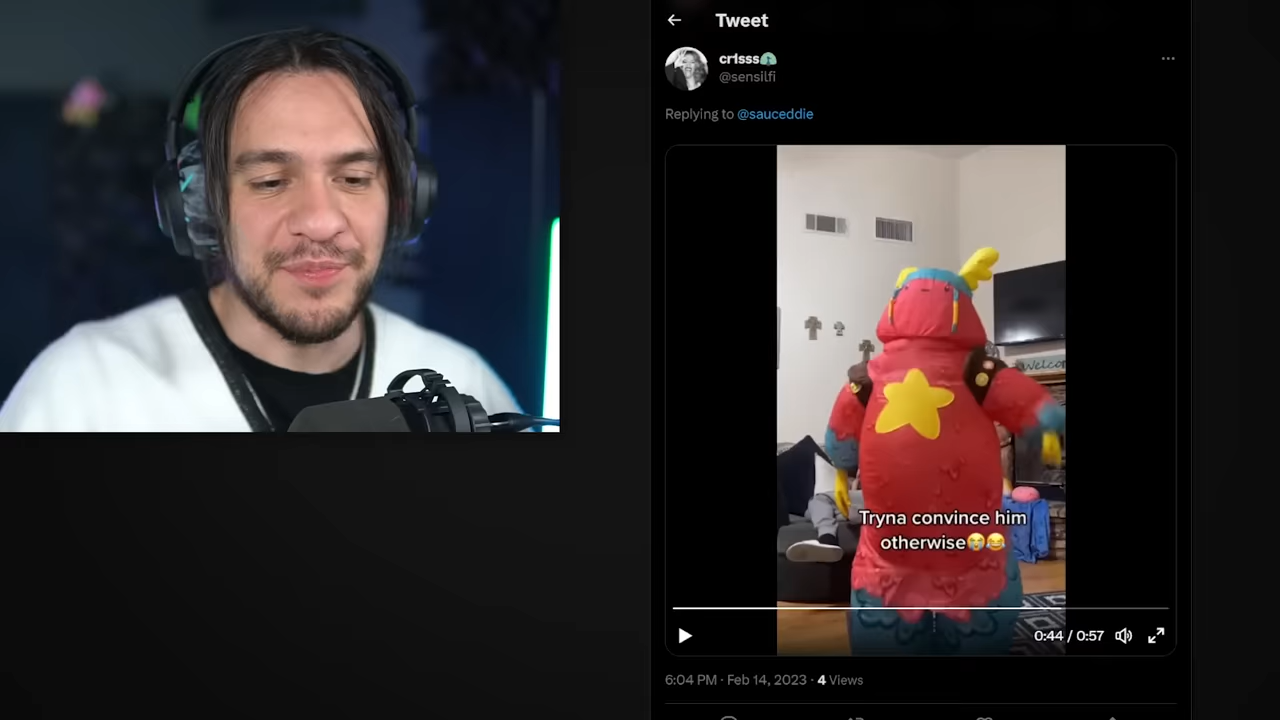 Tweet
cr1sss
@sensilfi
Replying to @sauceddie
Welco
Tryna convince him
otherwise😭😂
0:44 / 0:57
6:04 PM · Feb 14, 2023 · 4 Views